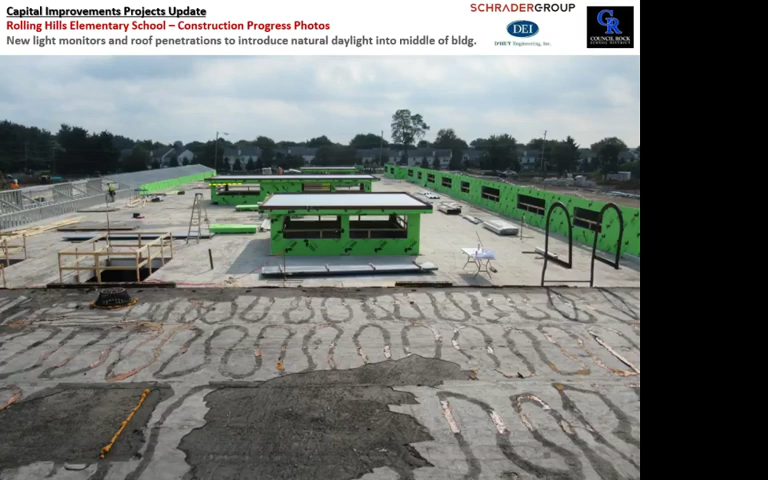 Capital Improvements Projects Update
Rolling Hills Elementary School – Construction Progress Photos
New light monitors and roof penetrations to introduce natural daylight into middle of bldg.
SCHRADERGROUP
DEI
D'HUY Engineering, Inc.
CR
COUNCIL ROCK
SCHOOL DISTRICT